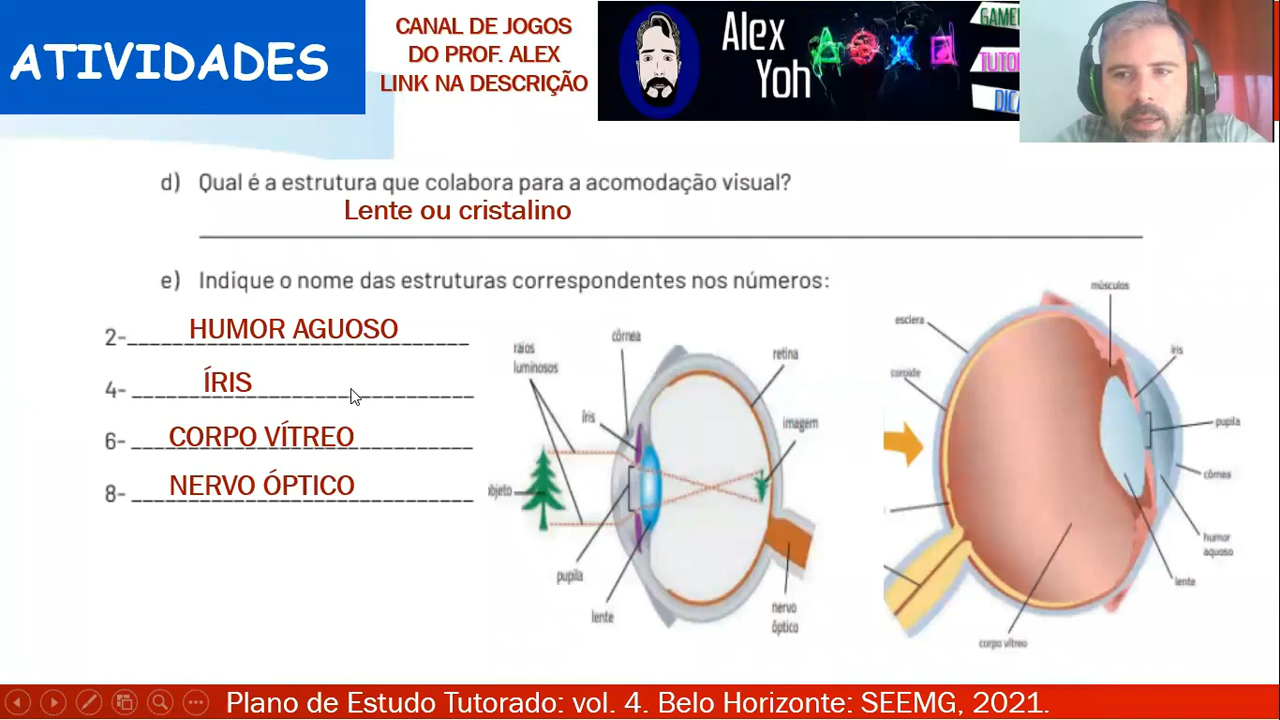 ATIVIDADES
CANAL DE JOGOS
DO PROF. ALEX
LINK NA DESCRIÇÃO
Alex
Yoh
d) Qual é a estrutura que colabora para a acomodação visual?
Lente ou cristalino
e) Indique o nome das estruturas correspondentes nos números:
2- HUMOR AGUOSO
4- ÍRIS
6- CORPO VÍTREO
8- NERVO ÓPTICO
raios
luminosos
córnea
retina
íris
imagem
objeto
pupila
lente
nervo
óptico
músculos
esclera
íris
coroide
pupila
córnea
humor
aquoso
lente
corpo vítreo
Plano de Estudo Tutorado: vol. 4. Belo Horizonte: SEEMG, 2021.